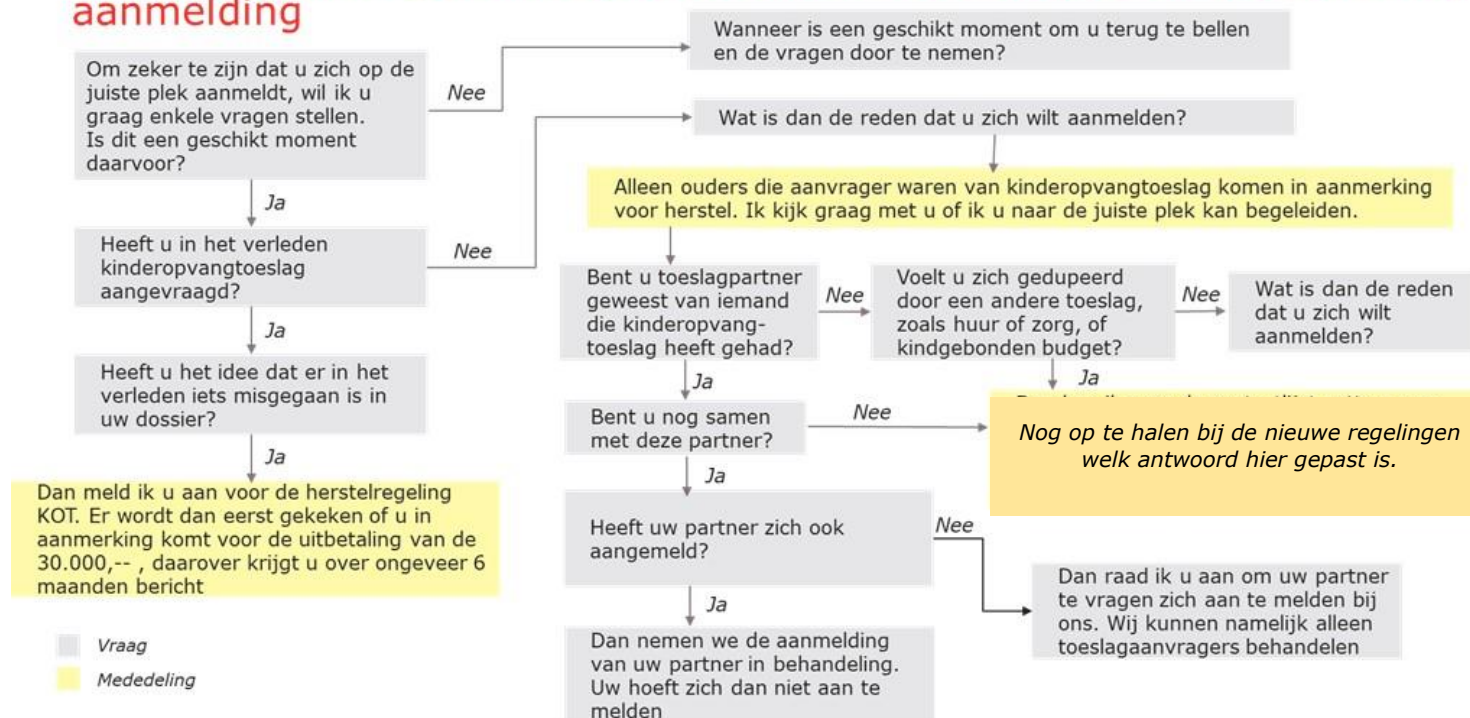 aanmelding
Wanneer is een geschikt moment om u terug te bellen
en de vragen door te nemen?
Om zeker te zijn dat u zich op de
juiste plek aanmeldt, wil ik u
graag enkele vragen stellen.
Is dit een geschikt moment
daarvoor?
Nee
Wat is dan de reden dat u zich wilt aanmelden?
Ja
Alleen ouders die aanvrager waren van kinderopvangtoeslag komen in aanmerking
voor herstel. Ik kijk graag met u of ik u naar de juiste plek kan begeleiden.
Heeft u in het verleden
kinderopvangtoeslag
aangevraagd?
Nee
Bent u toeslagpartner
geweest van iemand
die kinderopvang-
toeslag heeft gehad?
Nee
Voelt u zich gedupeerd
door een andere toeslag,
zoals huur of zorg, of
kindgebonden budget?
Nee
Wat is dan de reden
dat u zich wilt
aanmelden?
Ja
Heeft u het idee dat er in het
verleden iets misgegaan is in
uw dossier?
Ja
Ja
Bent u nog samen
met deze partner?
Nee
Nog op te halen bij de nieuwe regelingen
welk antwoord hier gepast is.
Ja
Dan meld ik u aan voor de herstelregeling
KOT. Er wordt dan eerst gekeken of u in
aanmerking komt voor de uitbetaling van de
30.000,-- , daarover krijgt u over ongeveer 6
maanden bericht
Ja
Heeft uw partner zich ook
aangemeld?
Nee
Dan raad ik u aan om uw partner
te vragen zich aan te melden bij
ons. Wij kunnen namelijk alleen
toeslagaanvragers behandelen
Ja
Dan nemen we de aanmelding
van uw partner in behandeling.
Uw hoeft zich dan niet aan te
melden
Vraag
Mededeling